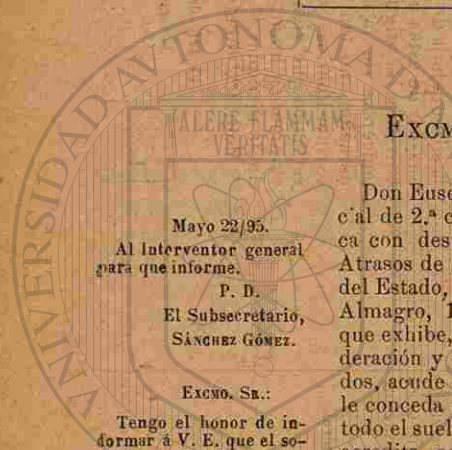 Mayo 22/95.
Al Interventor general
para que informe.
P. D.
El Subsecretario,
SÁNCHEZ GÓMEZ.
EXCMO. SR.:
Tengo el honor de in-
formar á V. E. que el so-
EXCM
Don Euse
cial de 2.ª c
ca con des
Atrasos de
del Estado,
Almagro, 1
que exhibe,
deración y
dos, acude
le conceda
todo el suel
ALERE FLAMMAM
VERITATIS